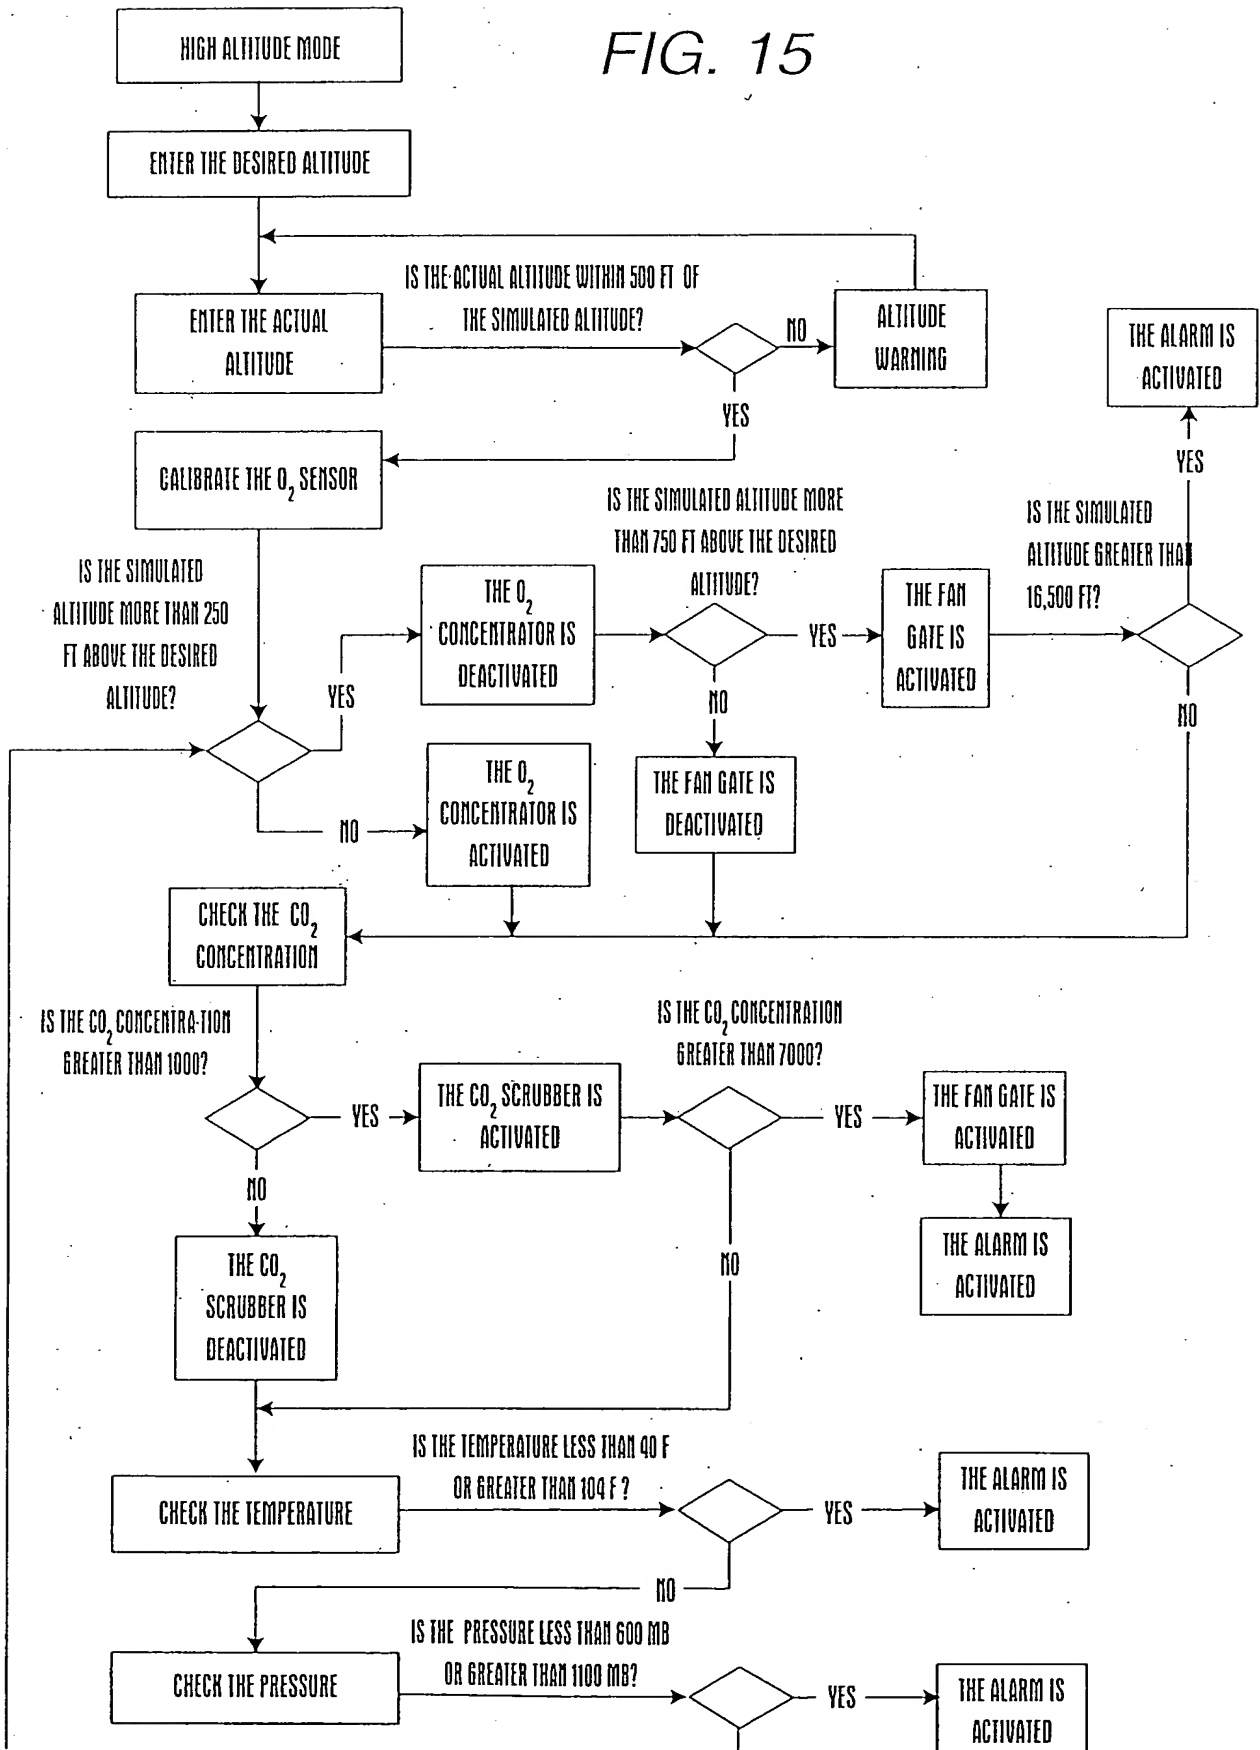 FIG. 15
HIGH ALTITUDE MODE
ENTER THE DESIRED ALTITUDE
IS THE ACTUAL ALTITUDE WITHIN 500 FT OF
THE SIMULATED ALTITUDE?
ENTER THE ACTUAL
ALTITUDE
NO
ALTITUDE
WARNING
YES
THE ALARM IS
ACTIVATED
YES
CALIBRATE THE O2 SENSOR
IS THE SIMULATED
ALTITUDE MORE THAN 250
FT ABOVE THE DESIRED
ALTITUDE?
YES
THE O2
CONCENTRATOR IS
DEACTIVATED
IS THE SIMULATED ALTITUDE MORE
THAN 750 FT ABOVE THE DESIRED
ALTITUDE?
YES
THE FAN
GATE IS
ACTIVATED
IS THE SIMULATED
ALTITUDE GREATER THAN
16,500 FT?
NO
NO
THE O2
CONCENTRATOR IS
ACTIVATED
NO
THE FAN GATE IS
DEACTIVATED
CHECK THE CO2
CONCENTRATION
IS THE CO2 CONCENTRA-TION
GREATER THAN 1000?
YES
THE CO2 SCRUBBER IS
ACTIVATED
IS THE CO2 CONCENTRATION
GREATER THAN 7000?
YES
THE FAN GATE IS
ACTIVATED
THE ALARM IS
ACTIVATED
NO
THE CO2
SCRUBBER IS
DEACTIVATED
NO
CHECK THE TEMPERATURE
IS THE TEMPERATURE LESS THAN 40 F
OR GREATER THAN 104 F ?
YES
THE ALARM IS
ACTIVATED
NO
CHECK THE PRESSURE
IS THE PRESSURE LESS THAN 600 MB
OR GREATER THAN 1100 MB?
YES
THE ALARM IS
ACTIVATED